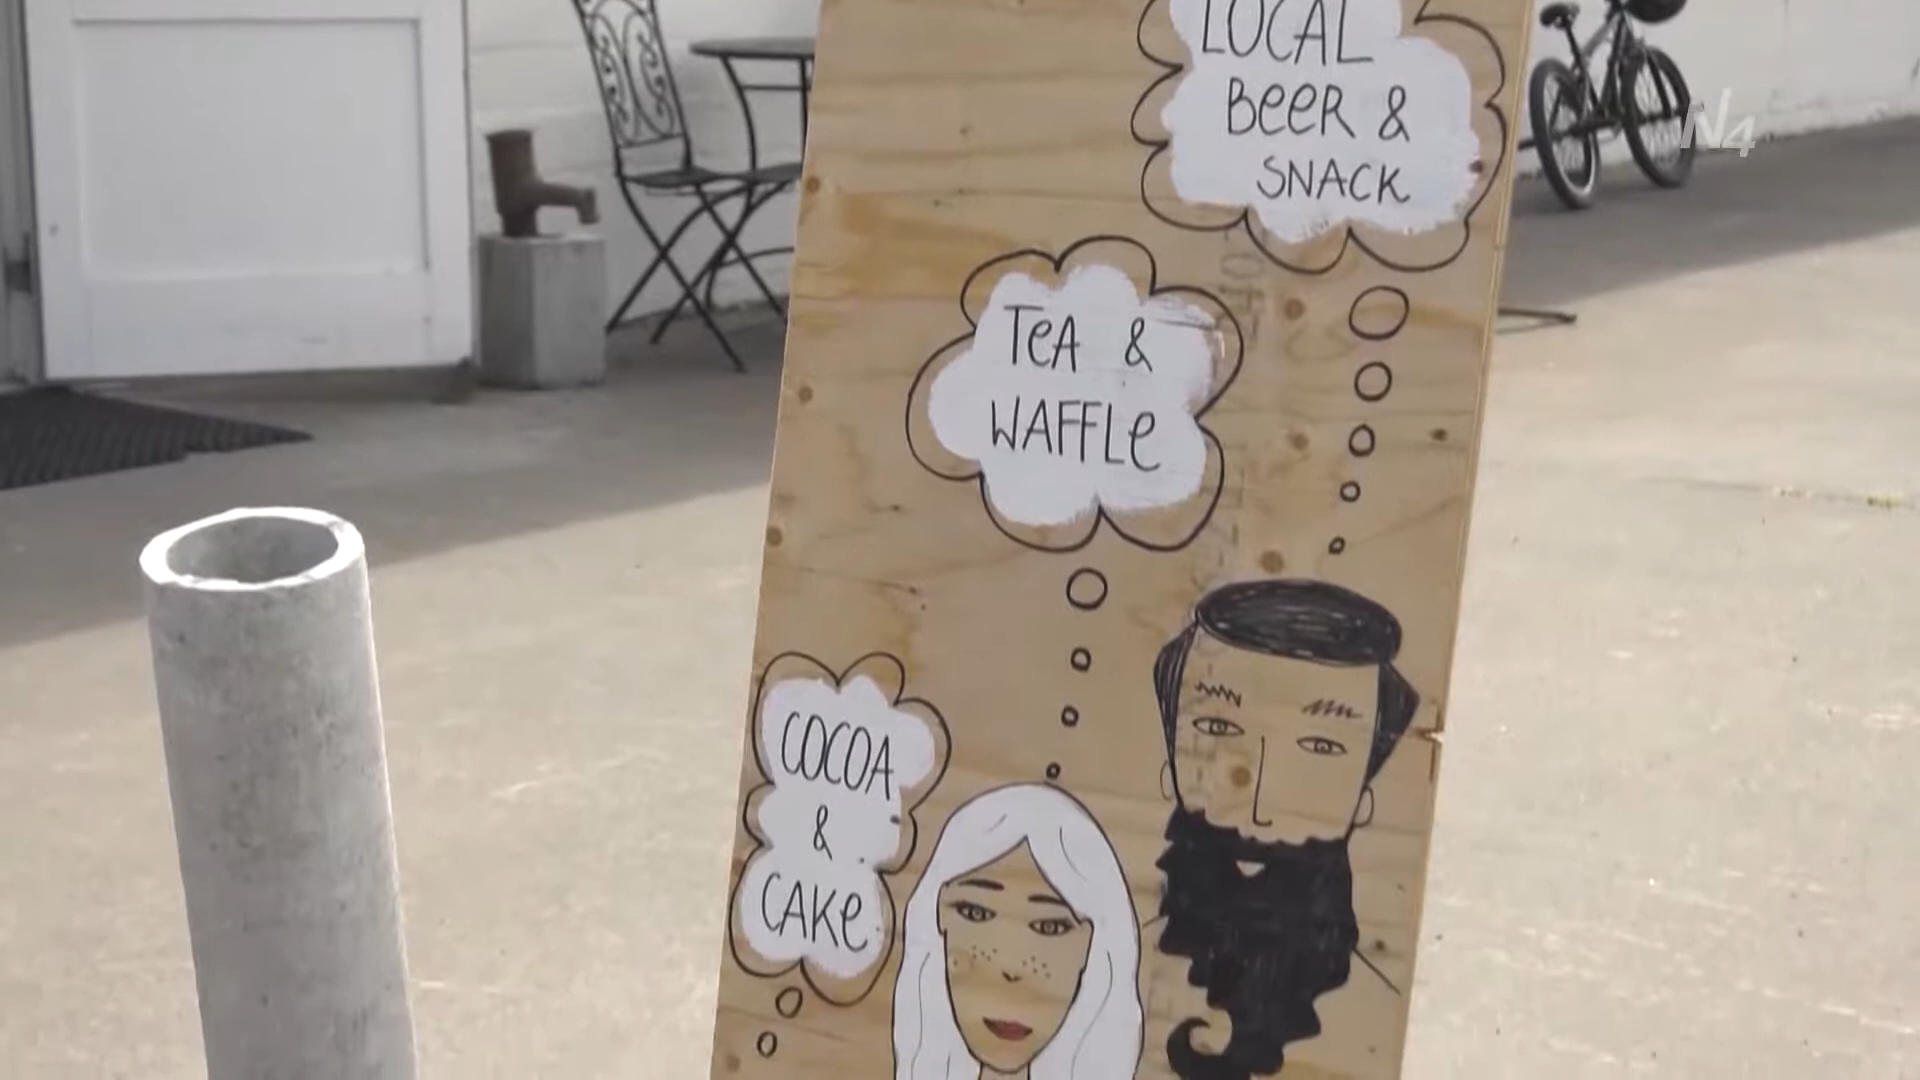 LOCAL
BEER &
SNACK
TEA &
WAFFLE
COCOA
&
CAKE
N4